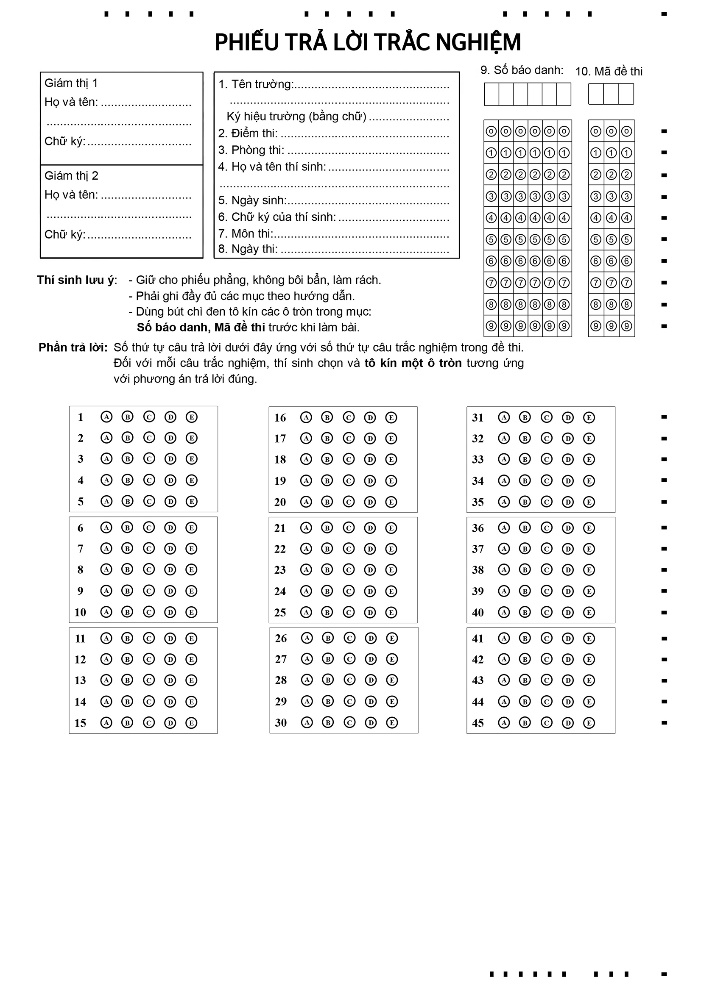 PHIẾU TRẢ LỜI TRẮC NGHIỆM
Giám thị 1
Họ và tên: ...........................
............................................
Chữ ký:................................
Giám thị 2
Họ và tên: ...........................
............................................
Chữ ký:................................
1. Tên trường:...............................................
..................................................................
Ký hiệu trường (bằng chữ) ........................
2. Điểm thi: ...................................................
3. Phòng thi: .................................................
4. Họ và tên thí sinh: .....................................
.....................................................................
5. Ngày sinh:.................................................
6. Chữ ký của thí sinh: ..................................
7. Môn thi:.....................................................
8. Ngày thi: ...................................................
9. Số báo danh: 10. Mã đề thi
0 0 0 0 0 0 0 0 0
1 1 1 1 1 1 1 1 1
2 2 2 2 2 2 2 2 2
3 3 3 3 3 3 3 3 3
4 4 4 4 4 4 4 4 4
5 5 5 5 5 5 5 5 5
6 6 6 6 6 6 6 6 6
7 7 7 7 7 7 7 7 7
8 8 8 8 8 8 8 8 8
9 9 9 9 9 9 9 9 9
Thí sinh lưu ý: - Giữ cho phiếu phẳng, không bôi bẩn, làm rách.
- Phải ghi đầy đủ các mục theo hướng dẫn.
- Dùng bút chì đen tô kín các ô tròn trong mục:
Số báo danh, Mã đề thi trước khi làm bài.
Phần trả lời: Số thứ tự câu trả lời dưới đây ứng với số thứ tự câu trắc nghiệm trong đề thi.
Đối với mỗi câu trắc nghiệm, thí sinh chọn và tô kín một ô tròn tương ứng
với phương án trả lời đúng.
1 A B C D E
2 A B C D E
3 A B C D E
4 A B C D E
5 A B C D E
6 A B C D E
7 A B C D E
8 A B C D E
9 A B C D E
10 A B C D E
11 A B C D E
12 A B C D E
13 A B C D E
14 A B C D E
15 A B C D E
16 A B C D E
17 A B C D E
18 A B C D E
19 A B C D E
20 A B C D E
21 A B C D E
22 A B C D E
23 A B C D E
24 A B C D E
25 A B C D E
26 A B C D E
27 A B C D E
28 A B C D E
29 A B C D E
30 A B C D E
31 A B C D E
32 A B C D E
33 A B C D E
34 A B C D E
35 A B C D E
36 A B C D E
37 A B C D E
38 A B C D E
39 A B C D E
40 A B C D E
41 A B C D E
42 A B C D E
43 A B C D E
44 A B C D E
45 A B C D E